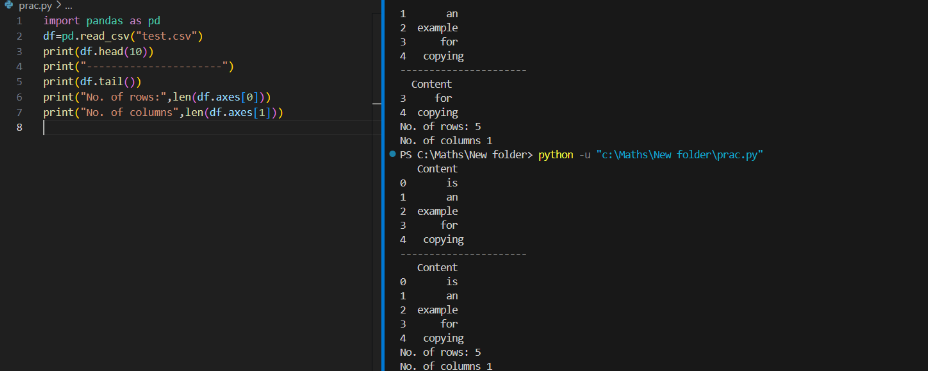 prac.py > ...
1 import pandas as pd
2 df=pd.read_csv("test.csv")
3 print(df.head(10))
4 print("----------------------")
5 print(df.tail())
6 print("No. of rows:",len(df.axes[0]))
7 print("No. of columns",len(df.axes[1]))
8
1 an
2 example
3 for
4 copying
----------------------
Content
3 for
4 copying
No. of rows: 5
No. of columns 1
PS C:\Maths\New folder> python -u "c:\Maths\New folder\prac.py"
Content
0 is
1 an
2 example
3 for
4 copying
----------------------
Content
0 is
1 an
2 example
3 for
4 copying
No. of rows: 5
No. of columns 1